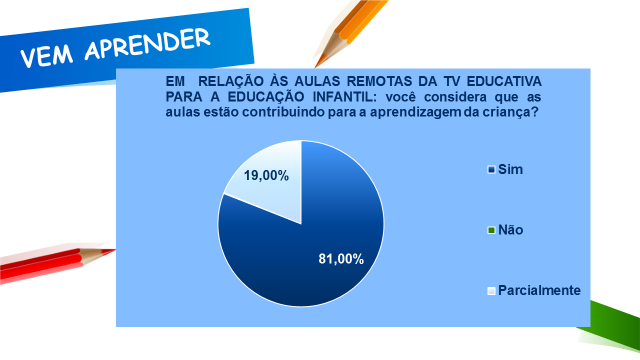 VEM APRENDER
EM RELAÇÃO ÀS AULAS REMOTAS DA TV EDUCATIVA
PARA A EDUCAÇÃO INFANTIL: você considera que as
aulas estão contribuindo para a aprendizagem da criança?
19,00%
81,00%
Sim
Não
Parcialmente